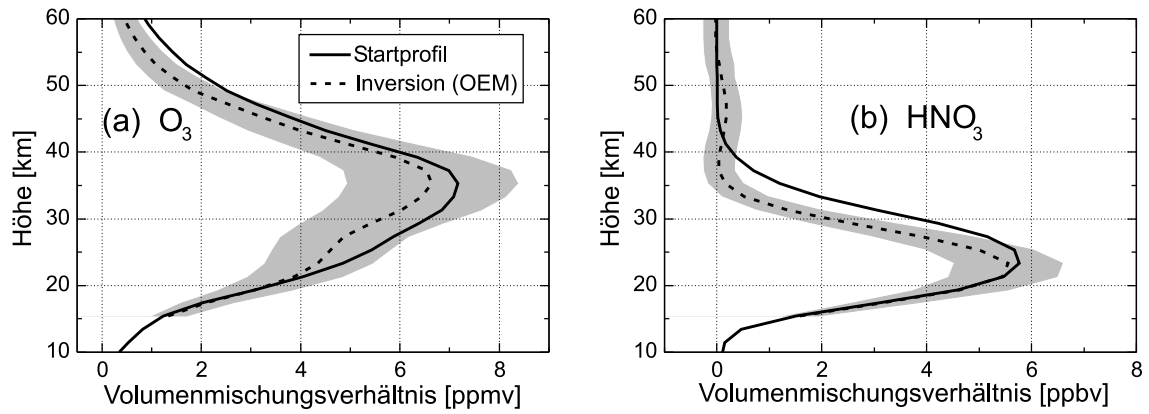 60
50
40
30
20
10
Höhe [km]
Startprofil
Inversion (OEM)
(a) O₃
0 2 4 6 8
Volumenmischungsverhältnis [ppmv]
60
50
40
30
20
10
Höhe [km]
(b) HNO₃
0 2 4 6 8
Volumenmischungsverhältnis [ppbv]